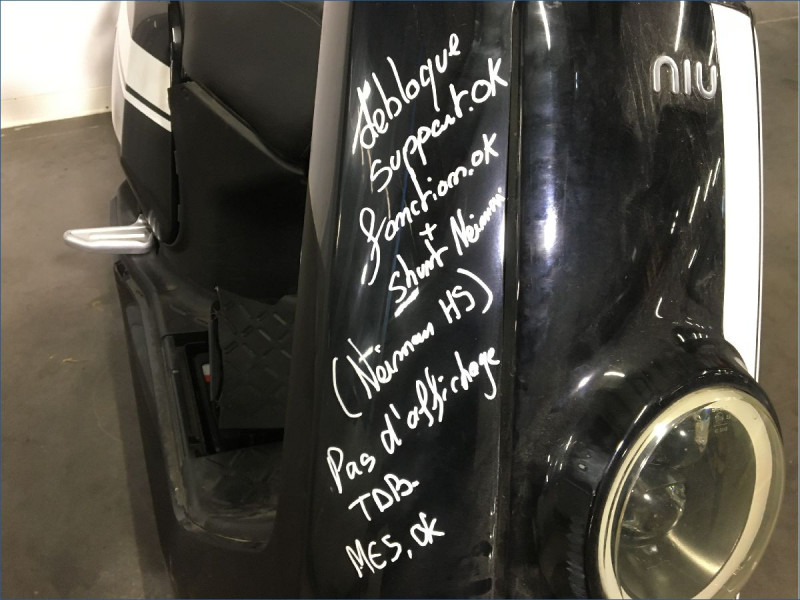 débloque
support.OK
fonction.ok
+
shunt Neiman
(Neiman HS)
Pas d'affichage
TDB.
MES, OK
NIU